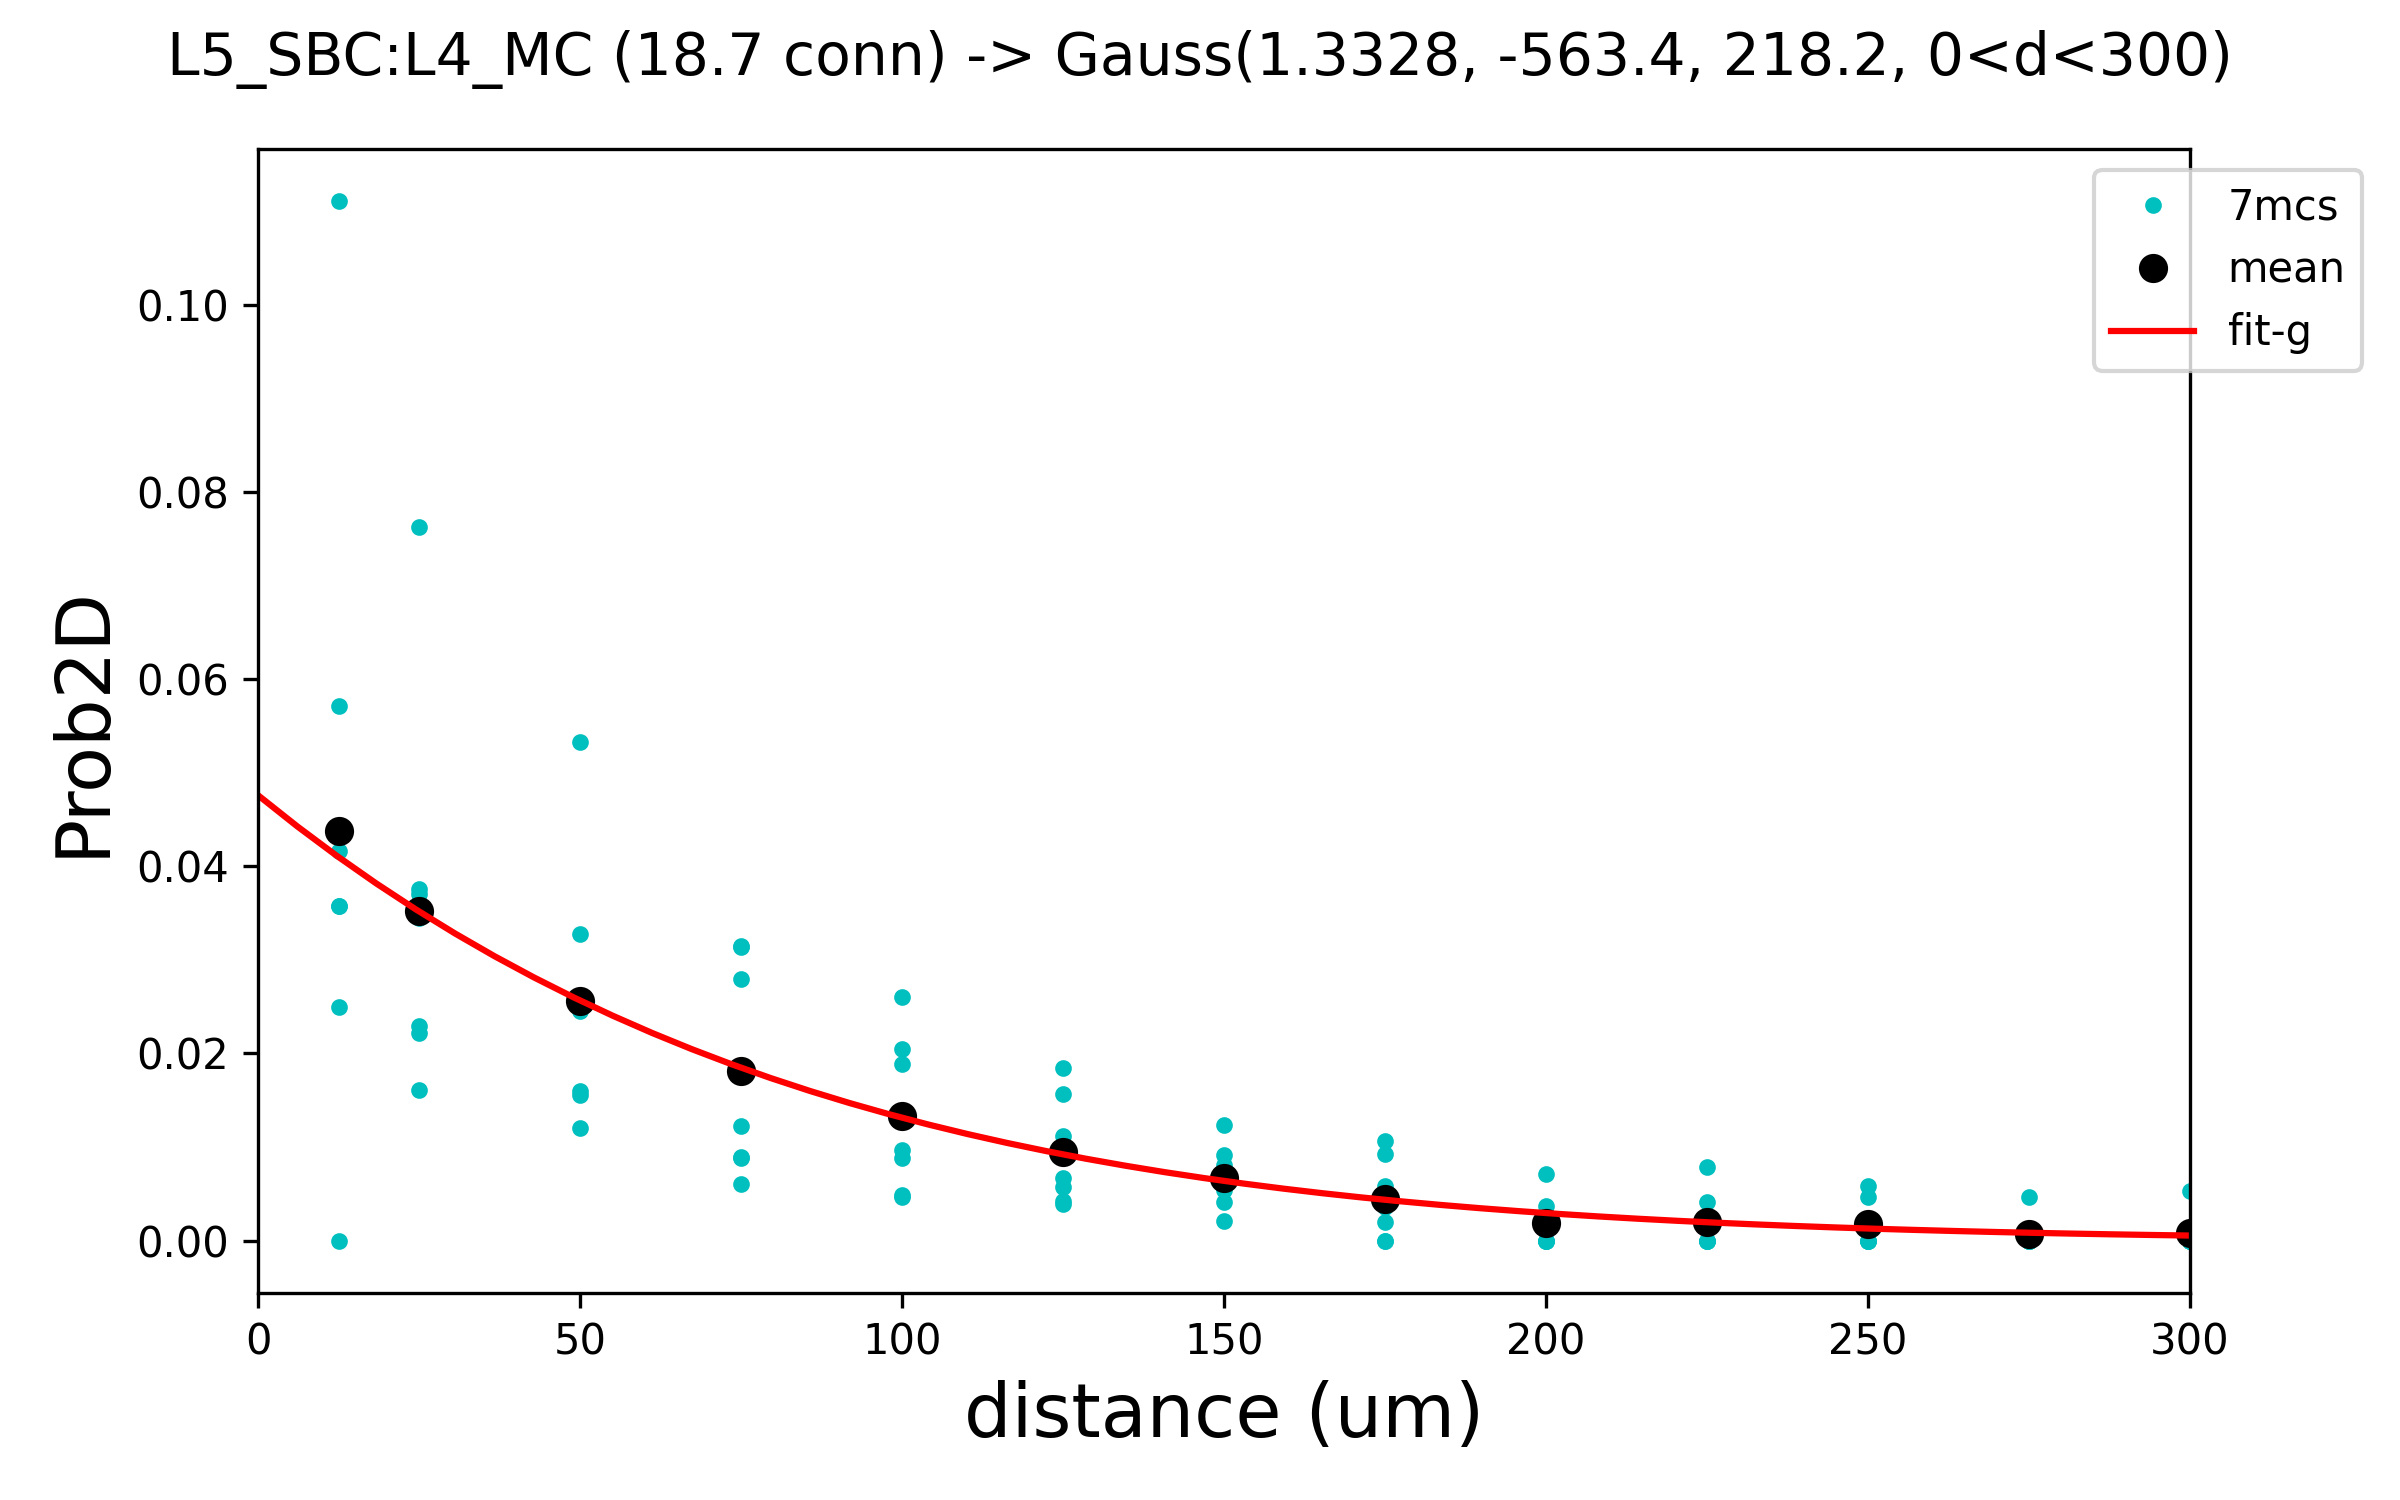 L5_SBC:L4_MC (18.7 conn) -> Gauss(1.3328, -563.4, 218.2, 0<d<300)
7mcs
mean
fit-g
Prob2D
0.10
0.08
0.06
0.04
0.02
0.00
0 50 100 150 200 250 300
distance (um)